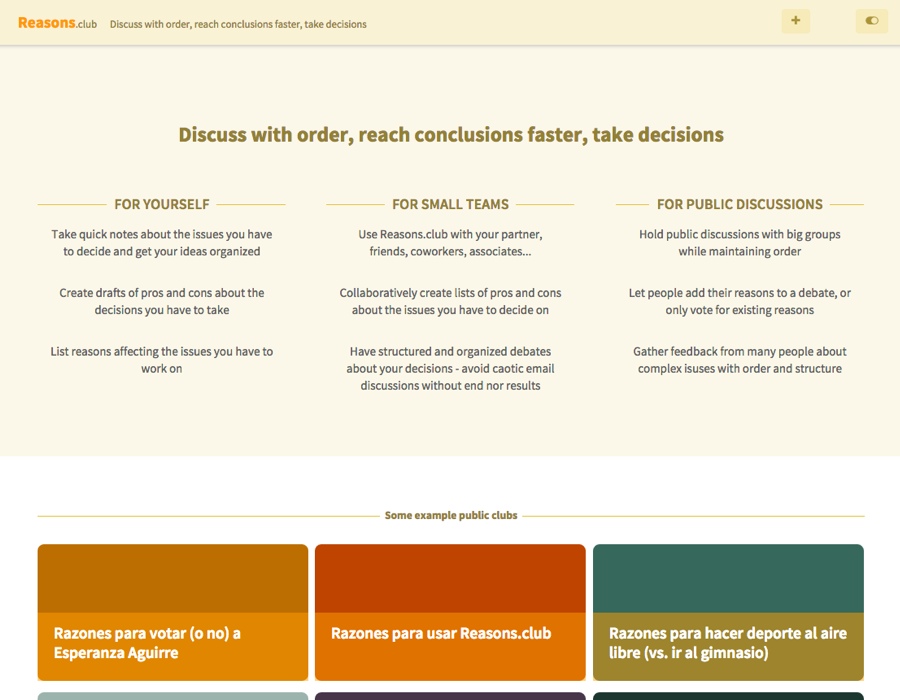 Reasons.club Discuss with order, reach conclusions faster, take decisions
Discuss with order, reach conclusions faster, take decisions
FOR YOURSELF
Take quick notes about the issues you have
to decide and get your ideas organized
Create drafts of pros and cons about the
decisions you have to take
List reasons affecting the issues you have to
work on
FOR SMALL TEAMS
Use Reasons.club with your partner,
friends, coworkers, associates...
Collaboratively create lists of pros and cons
about the issues you have to decide on
Have structured and organized debates
about your decisions - avoid caotic email
discussions without end nor results
FOR PUBLIC DISCUSSIONS
Hold public discussions with big groups
while maintaining order
Let people add their reasons to a debate, or
only vote for existing reasons
Gather feedback from many people about
complex isuses with order and structure
Some example public clubs
Razones para votar (o no) a
Esperanza Aguirre
Razones para usar Reasons.club
Razones para hacer deporte al aire
libre (vs. ir al gimnasio)